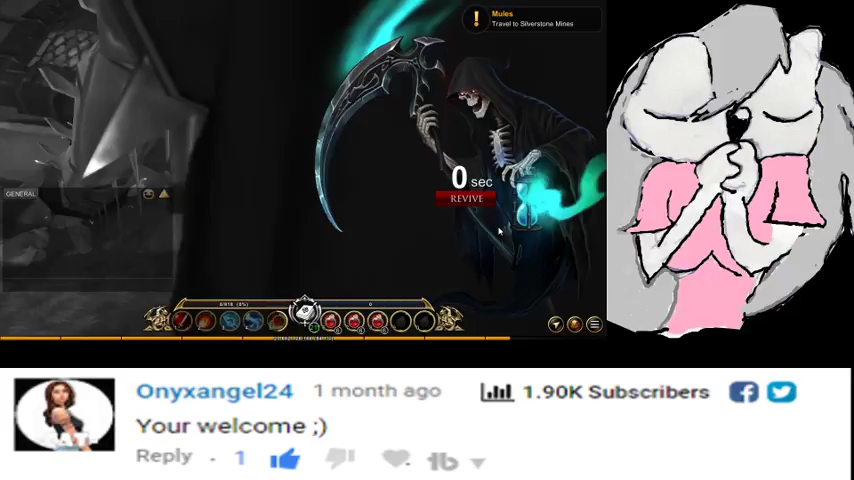 Mules
Travel to Silverstone Mines
GENERAL
0 sec
REVIVE
Onyxangel24 1 month ago 1.90K Subscribers
Your welcome ;)
Reply . 1